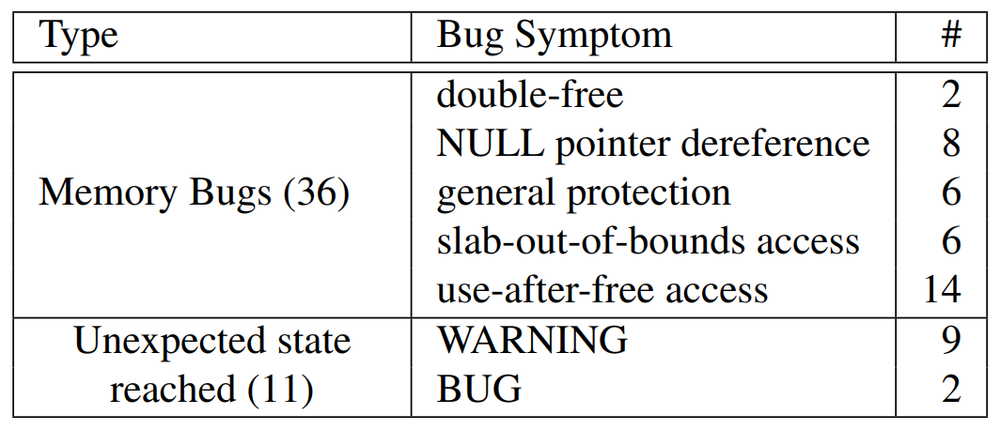 Type Bug Symptom #
double-free 2
NULL pointer dereference 8
Memory Bugs (36) general protection 6
slab-out-of-bounds access 6
use-after-free access 14
Unexpected state WARNING 9
reached (11) BUG 2